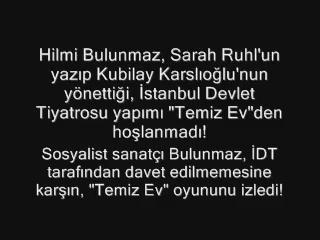 Hilmi Bulunmaz, Sarah Ruhl'un
yazıp Kubilay Karslıoğlu'nun
yönettiği, İstanbul Devlet
Tiyatrosu yapımı "Temiz Ev"den
hoşlanmadı!
Sosyalist sanatçı Bulunmaz, İDT
tarafından davet edilmemesine
karşın, "Temiz Ev" oyununu izledi!